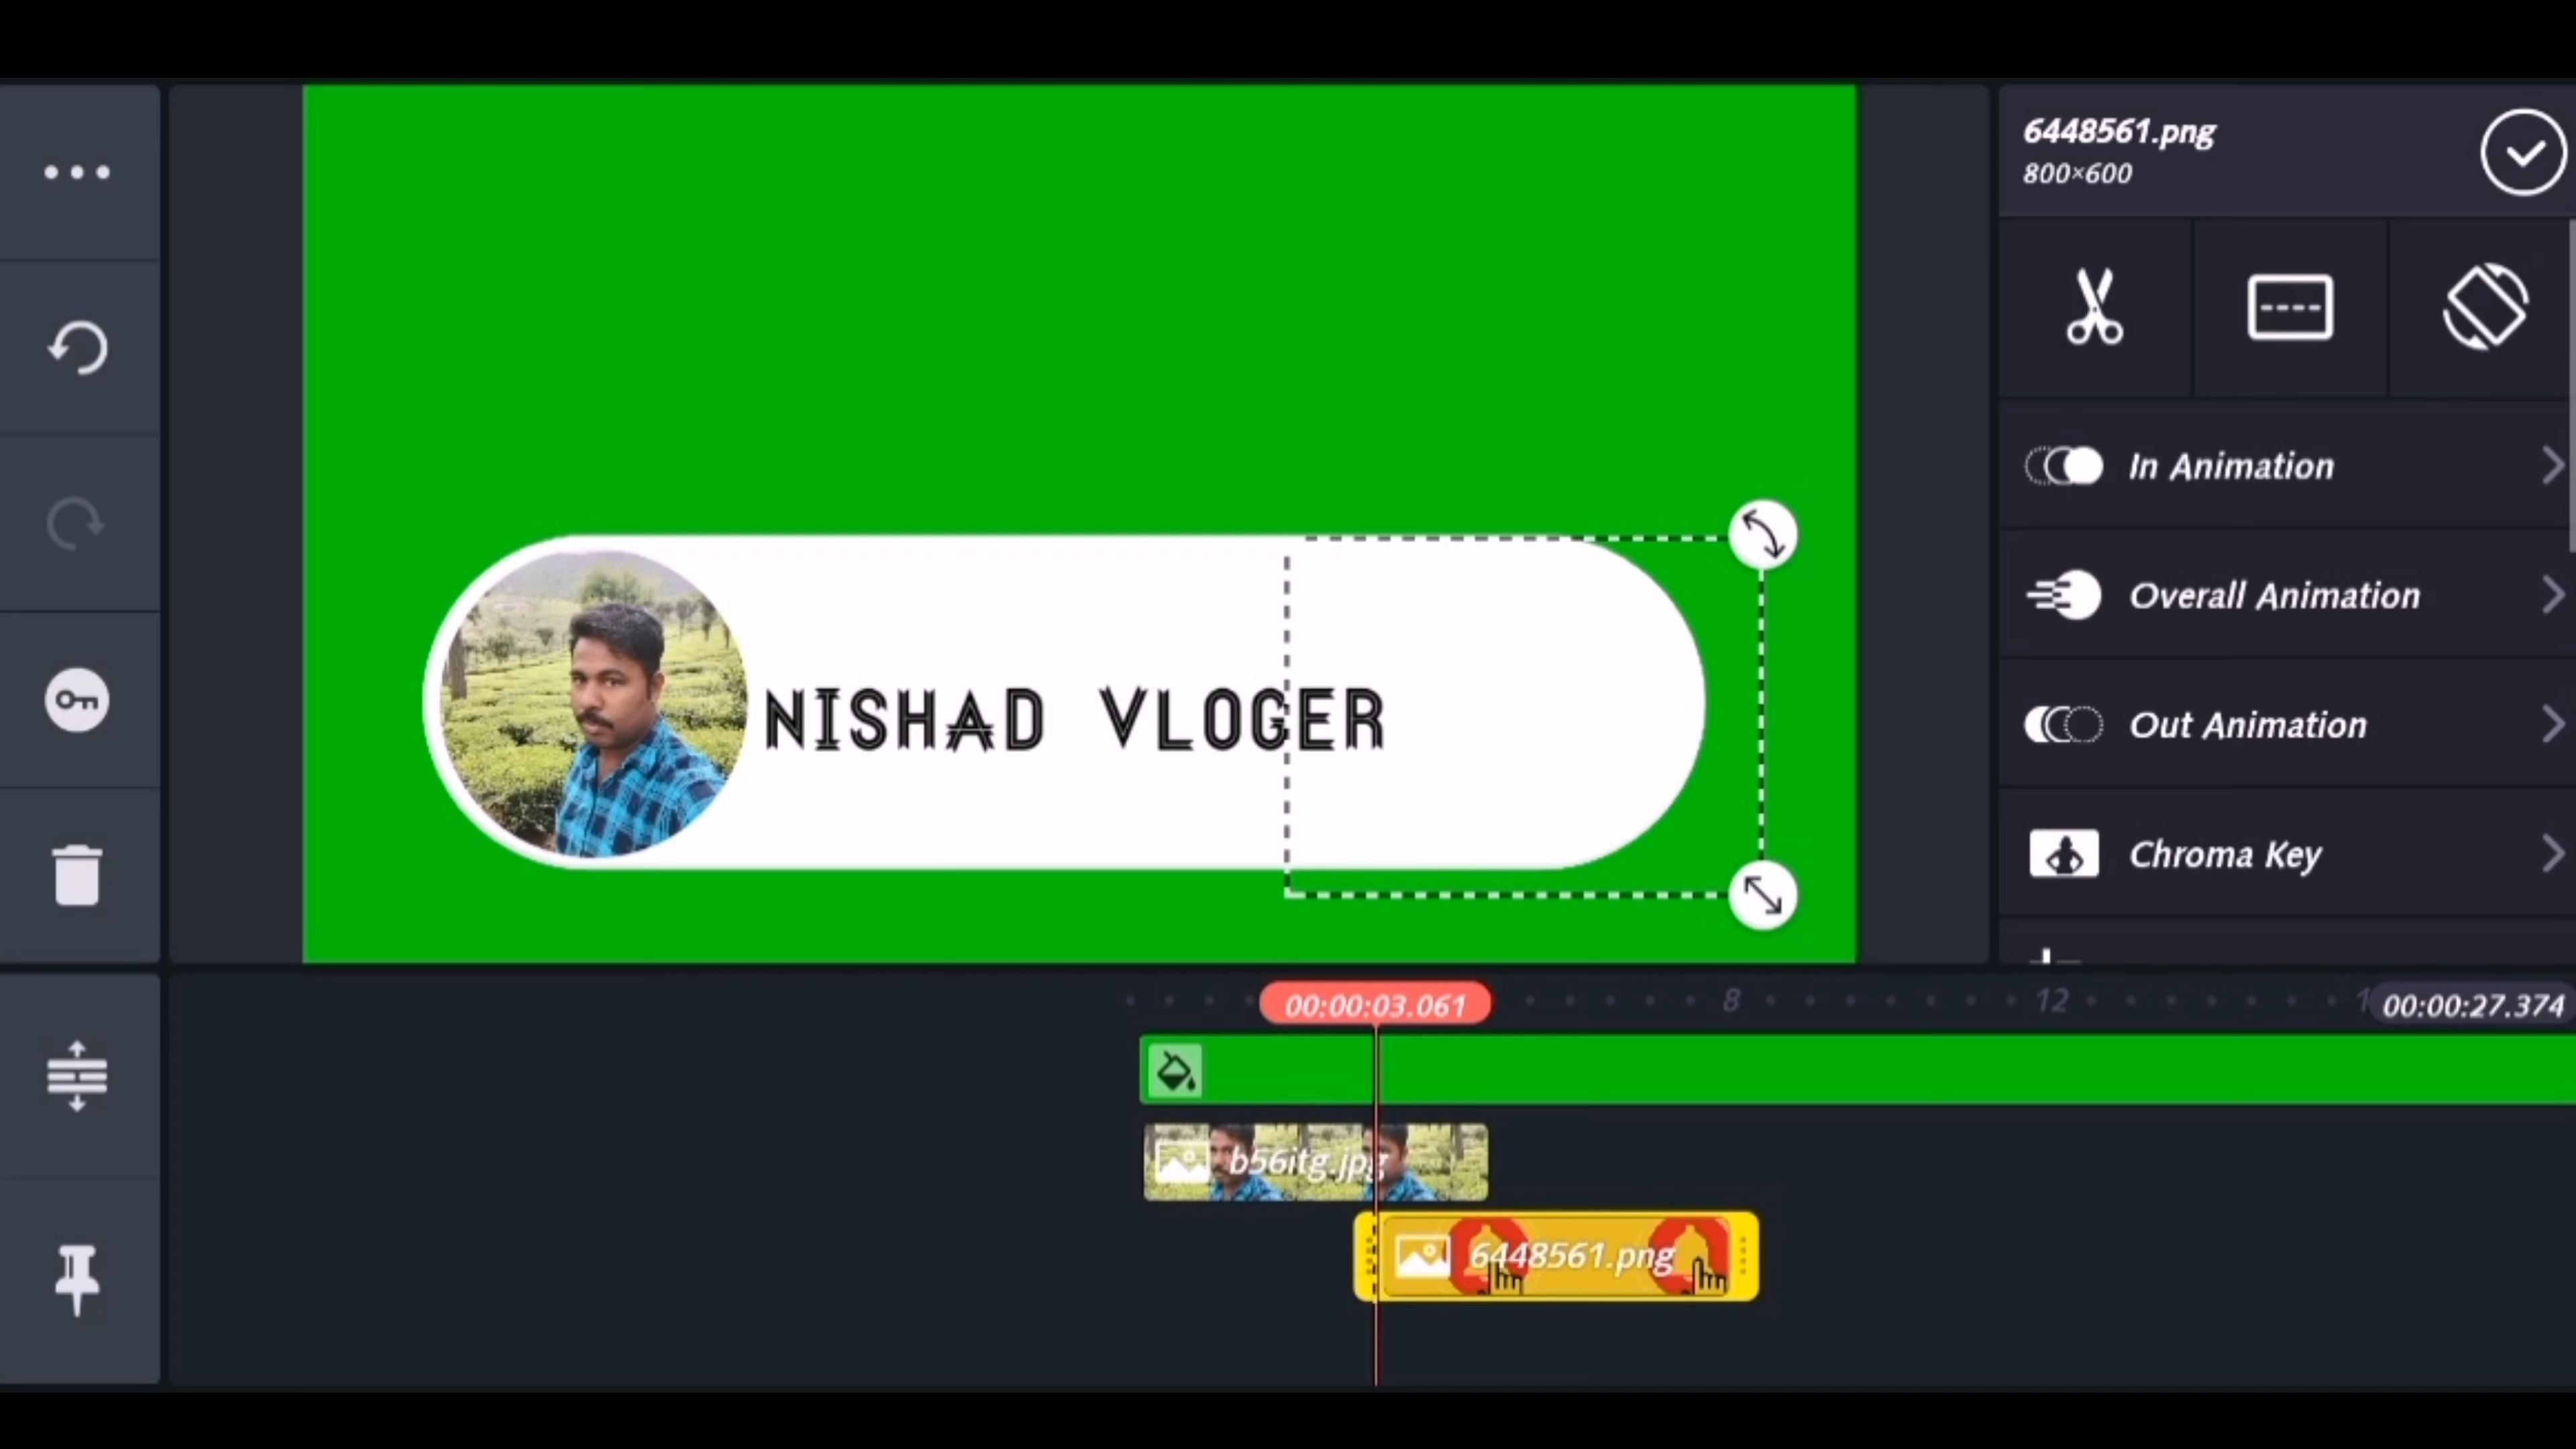 6448561.png
800×600
In Animation
Overall Animation
Out Animation
Chroma Key
NISHAD VLOGER
00:00:03.061
8
12
00:00:27.374
b56itg.jpg
6448561.png